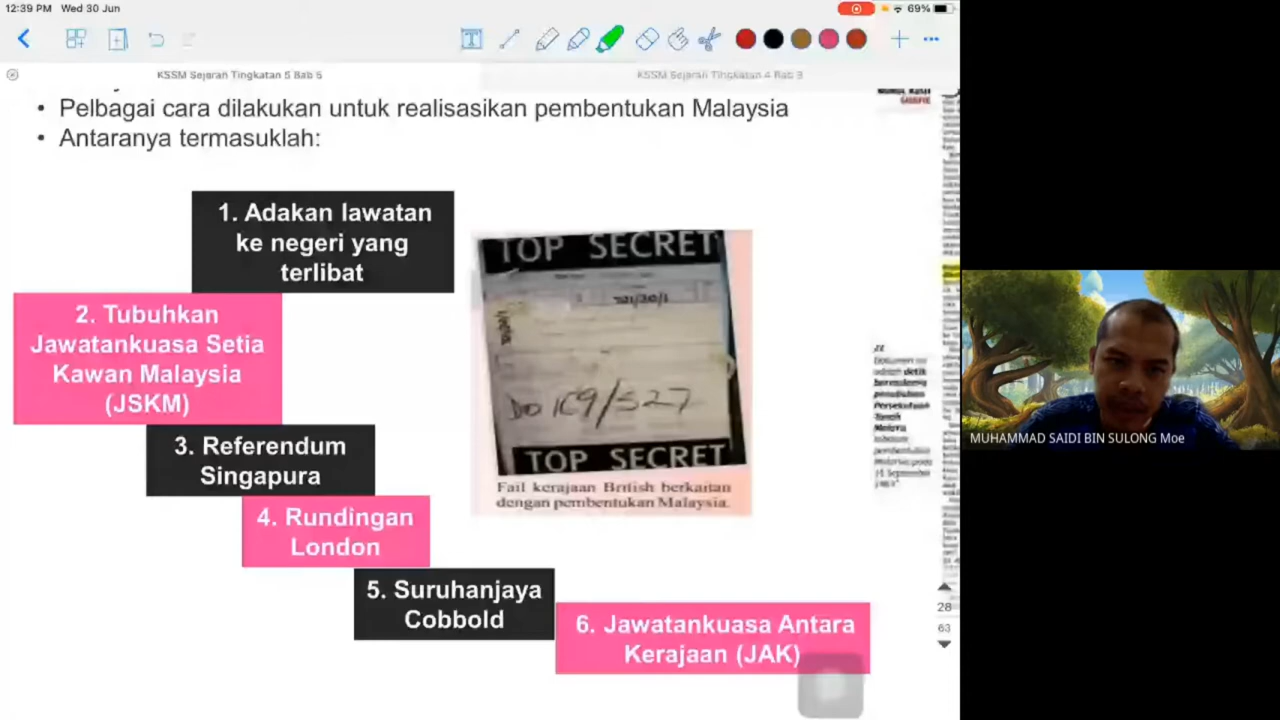 12:39 PM Wed 30 Jun
69%
KSSM Sejarah Tingkatan 5 Bab 5
KSSM Sejarah Tingkatan 4 Bab 3
• Pelbagai cara dilakukan untuk realisasikan pembentukan Malaysia
• Antaranya termasuklah:
1. Adakan lawatan
ke negeri yang
terlibat
2. Tubuhkan
Jawatankuasa Setia
Kawan Malaysia
(JSKM)
3. Referendum
Singapura
4. Rundingan
London
5. Suruhanjaya
Cobbold
6. Jawatankuasa Antara
Kerajaan (JAK)
TOP SECRET
DO 169/527
TOP SECRET
Fail kerajaan British berkaitan
dengan pembentukan Malaysia.
28
63
MUHAMMAD SAIDI BIN SULONG Moe